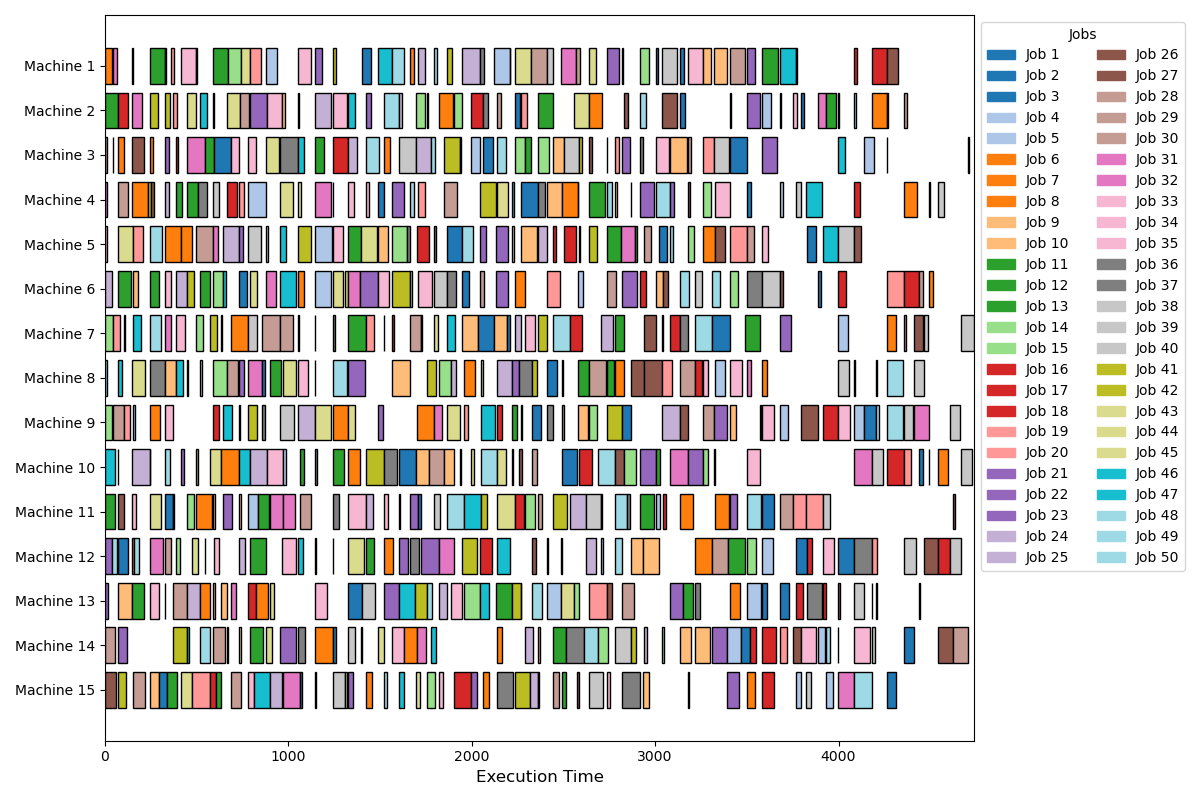 Machine 1
Machine 2
Machine 3
Machine 4
Machine 5
Machine 6
Machine 7
Machine 8
Machine 9
Machine 10
Machine 11
Machine 12
Machine 13
Machine 14
Machine 15
0 1000 2000 3000 4000
Execution Time
Jobs
Job 1 Job 26
Job 2 Job 27
Job 3 Job 28
Job 4 Job 29
Job 5 Job 30
Job 6 Job 31
Job 7 Job 32
Job 8 Job 33
Job 9 Job 34
Job 10 Job 35
Job 11 Job 36
Job 12 Job 37
Job 13 Job 38
Job 14 Job 39
Job 15 Job 40
Job 16 Job 41
Job 17 Job 42
Job 18 Job 43
Job 19 Job 44
Job 20 Job 45
Job 21 Job 46
Job 22 Job 47
Job 23 Job 48
Job 24 Job 49
Job 25 Job 50